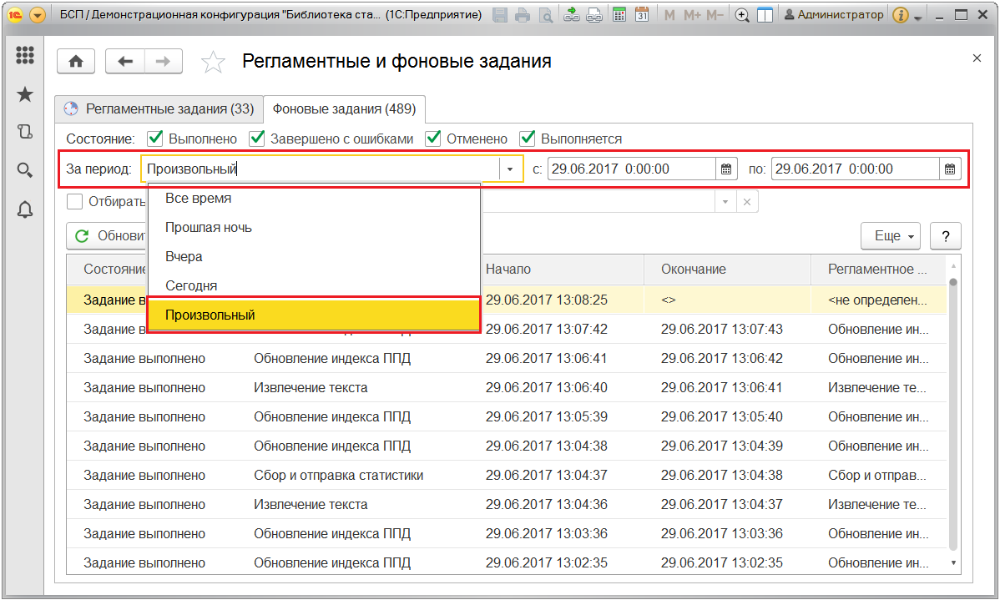 БСП / Демонстрационная конфигурация "Библиотека ста... (1С:Предприятие) 31 M M+ M- Администратор
Регламентные и фоновые задания
Регламентные задания (33) Фоновые задания (489)
Состояние: Выполнено Завершено с ошибками Отменено Выполняется
За период: Произвольный с: 29.06.2017 0:00:00 по: 29.06.2017 0:00:00
Отбирать
Все время
Прошлая ночь
Вчера
Сегодня
Произвольный
Обновит Еще ?
Состояние Начало Окончание Регламентное ...
Задание в 29.06.2017 13:08:25 <> <не определен...
Задание в 29.06.2017 13:07:42 29.06.2017 13:07:43 Обновление ин...
Задание выполнено Обновление индекса ППД 29.06.2017 13:06:41 29.06.2017 13:06:42 Обновление ин...
Задание выполнено Извлечение текста 29.06.2017 13:06:40 29.06.2017 13:06:41 Извлечение те...
Задание выполнено Обновление индекса ППД 29.06.2017 13:05:39 29.06.2017 13:05:40 Обновление ин...
Задание выполнено Обновление индекса ППД 29.06.2017 13:04:38 29.06.2017 13:04:39 Обновление ин...
Задание выполнено Сбор и отправка статистики 29.06.2017 13:04:37 29.06.2017 13:04:38 Сбор и отправ...
Задание выполнено Извлечение текста 29.06.2017 13:04:36 29.06.2017 13:04:37 Извлечение те...
Задание выполнено Обновление индекса ППД 29.06.2017 13:03:36 29.06.2017 13:03:36 Обновление ин...
Задание выполнено Обновление индекса ППД 29.06.2017 13:02:35 29.06.2017 13:02:35 Обновление ин...